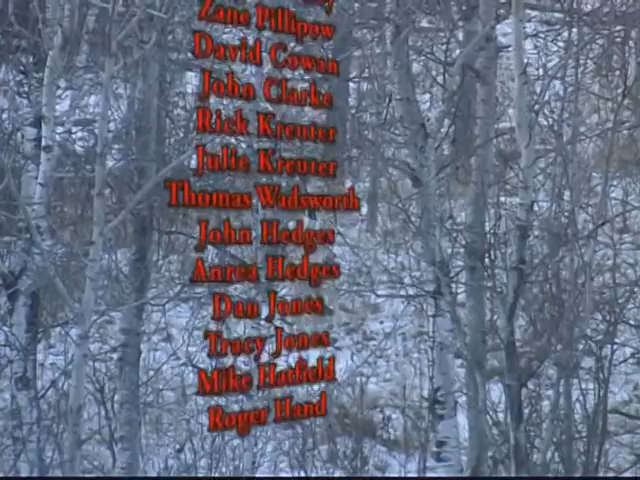 Zane Pillipow
David Cowan
John Clarke
Rick Kreuter
Julie Kreuter
Thomas Wadsworth
John Hedges
Anrea Hedges
Dan Jones
Tracy Jones
Mike Hatfield
Roger Hand